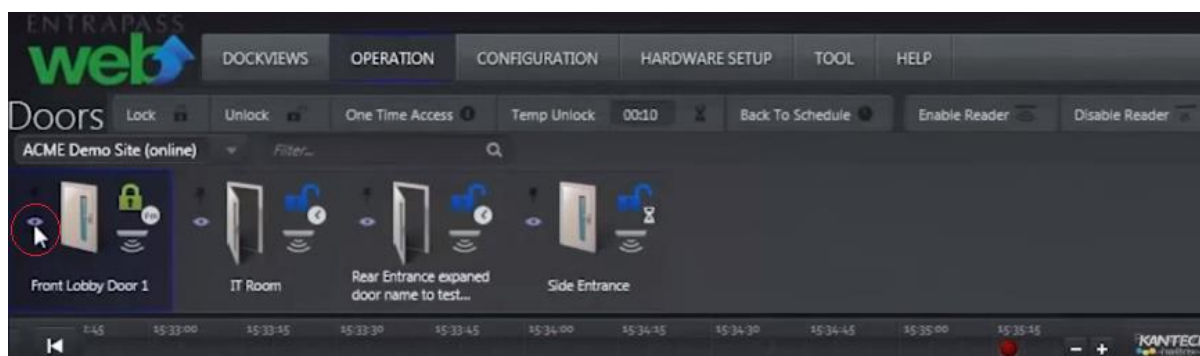 ENTRAPASS
web
DOCKVIEWS OPERATION CONFIGURATION HARDWARE SETUP TOOL HELP
Doors Lock Unlock One Time Access Temp Unlock 00:10 Back To Schedule Enable Reader Disable Reader
ACME Demo Site (online) Filter...
Front Lobby Door 1
IT Room
Rear Entrance expaned
door name to test...
Side Entrance
15:33:00 15:33:15 15:33:30 15:33:45 15:34:00 15:34:15 15:34:30 15:34:45 15:35:00 15:35:15
KANTEC